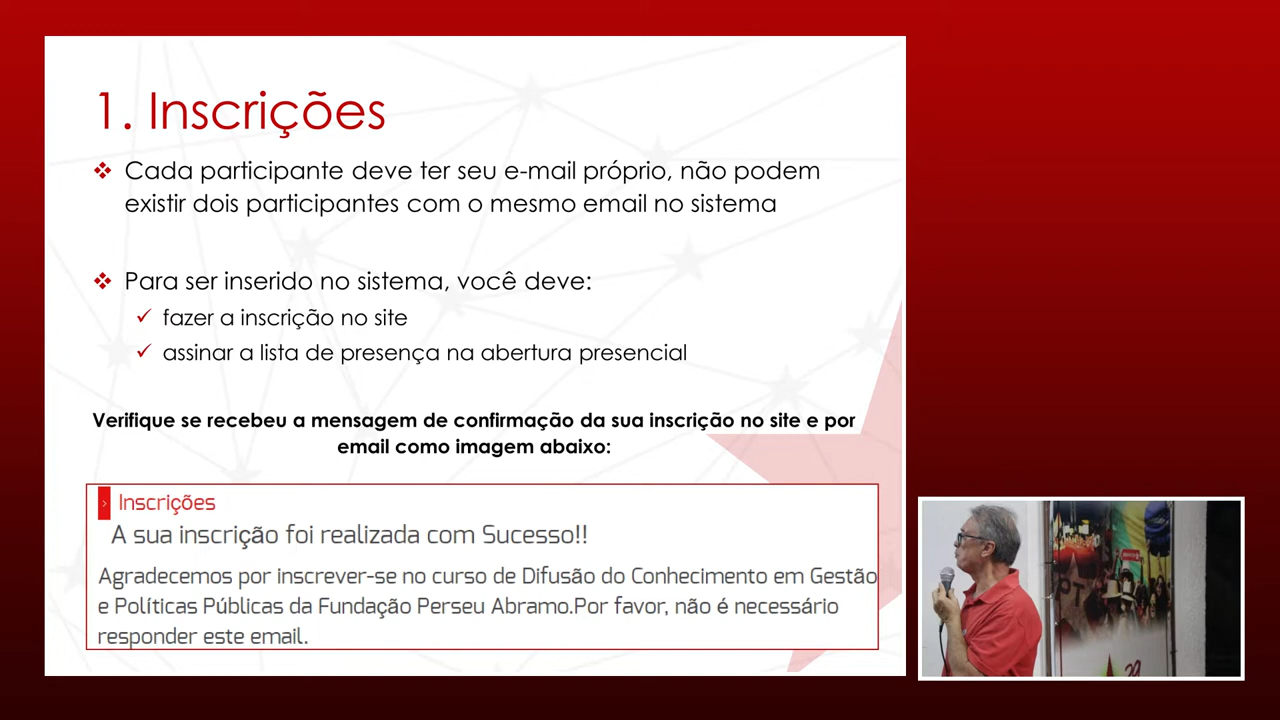 1. Inscrições
Cada participante deve ter seu e-mail próprio, não podem
existir dois participantes com o mesmo email no sistema
Para ser inserido no sistema, você deve:
fazer a inscrição no site
assinar a lista de presença na abertura presencial
Verifique se recebeu a mensagem de confirmação da sua inscrição no site e por
email como imagem abaixo:
Inscrições
A sua inscrição foi realizada com Sucesso!!
Agradecemos por inscrever-se no curso de Difusão do Conhecimento em Gestão
e Políticas Públicas da Fundação Perseu Abramo.Por favor, não é necessário
responder este email.
PT